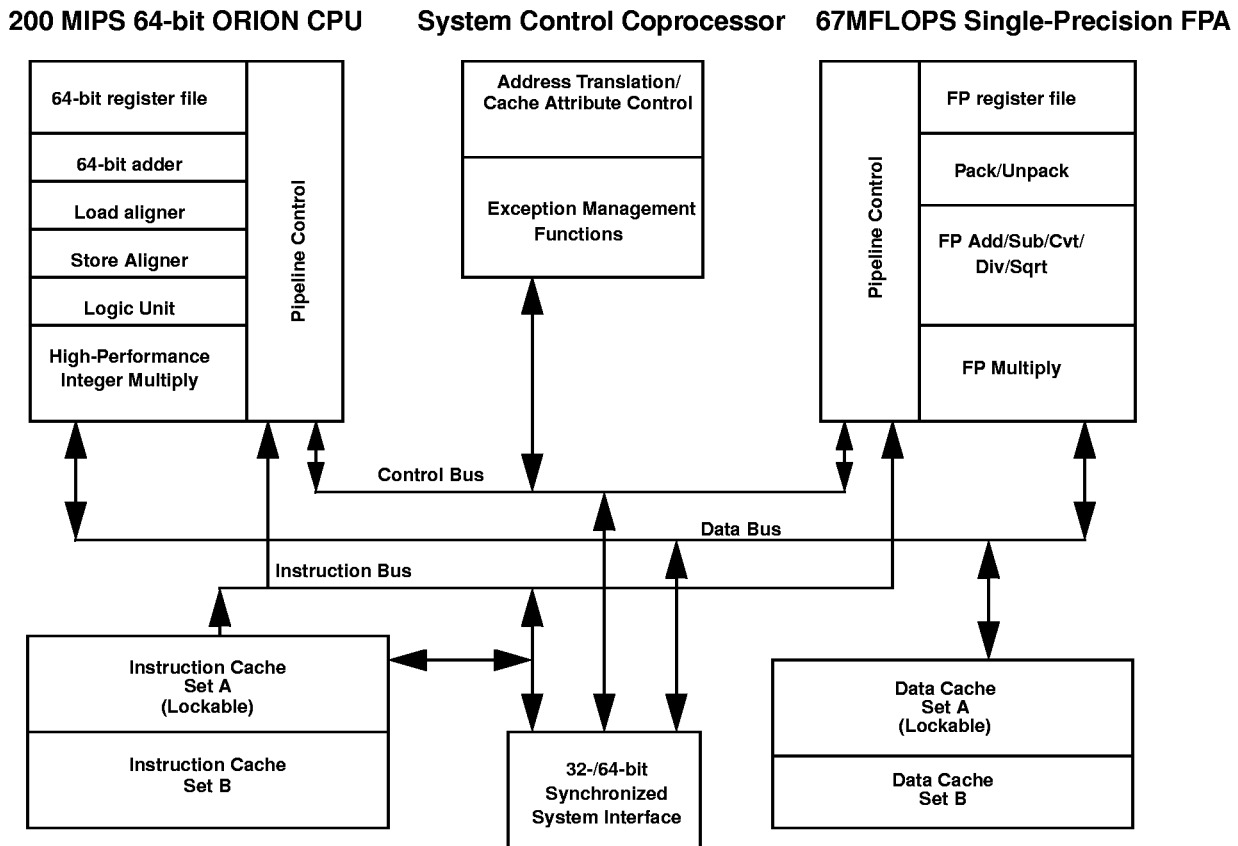 200 MIPS 64-bit ORION CPU
System Control Coprocessor
67MFLOPS Single-Precision FPA
64-bit register file
64-bit adder
Load aligner
Store Aligner
Logic Unit
High-Performance
Integer Multiply
Pipeline Control
Address Translation/
Cache Attribute Control
Exception Management
Functions
Pipeline Control
FP register file
Pack/Unpack
FP Add/Sub/Cvt/
Div/Sqrt
FP Multiply
Control Bus
Data Bus
Instruction Bus
Instruction Cache
Set A
(Lockable)
Instruction Cache
Set B
32-/64-bit
Synchronized
System Interface
Data Cache
Set A
(Lockable)
Data Cache
Set B